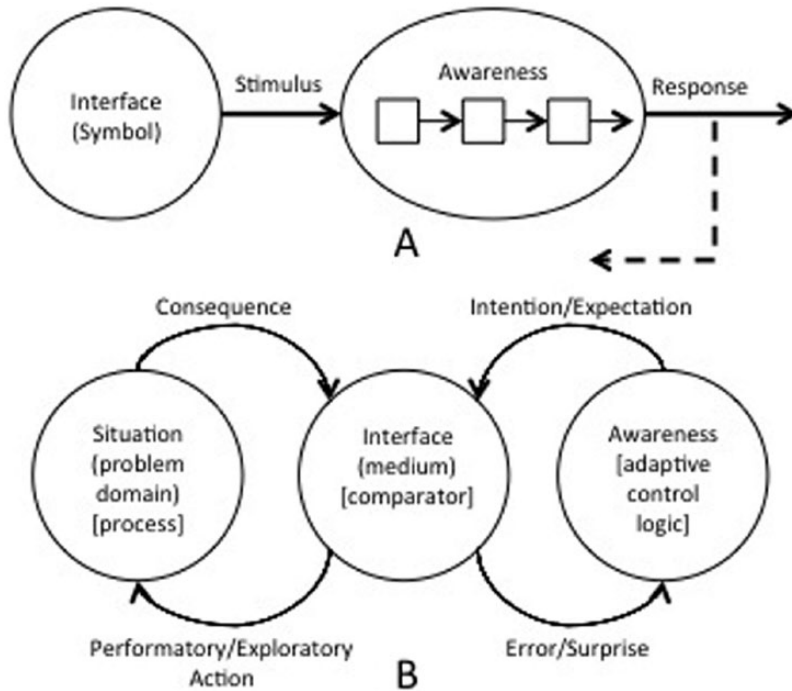 Interface
(Symbol)
Stimulus
Awareness
Response
A
Consequence
Intention/Expectation
Situation
(problem
domain)
[process]
Interface
(medium)
[comparator]
Awareness
[adaptive
control
logic]
Performatory/Exploratory
Action
Error/Surprise
B